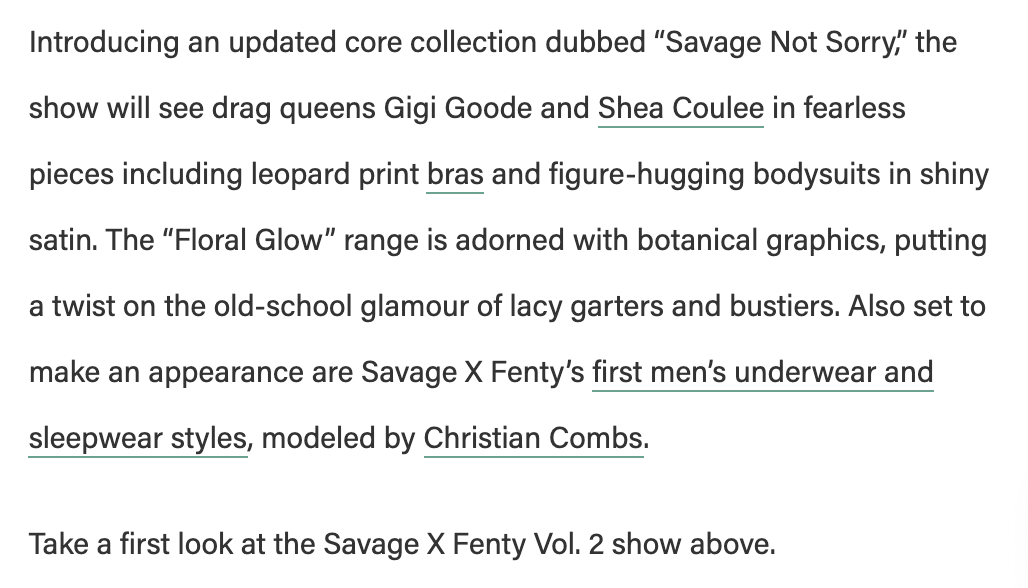 Introducing an updated core collection dubbed “Savage Not Sorry,” the
show will see drag queens Gigi Goode and Shea Coulee in fearless
pieces including leopard print bras and figure-hugging bodysuits in shiny
satin. The “Floral Glow” range is adorned with botanical graphics, putting
a twist on the old-school glamour of lacy garters and bustiers. Also set to
make an appearance are Savage X Fenty’s first men’s underwear and
sleepwear styles, modeled by Christian Combs.
Take a first look at the Savage X Fenty Vol. 2 show above.